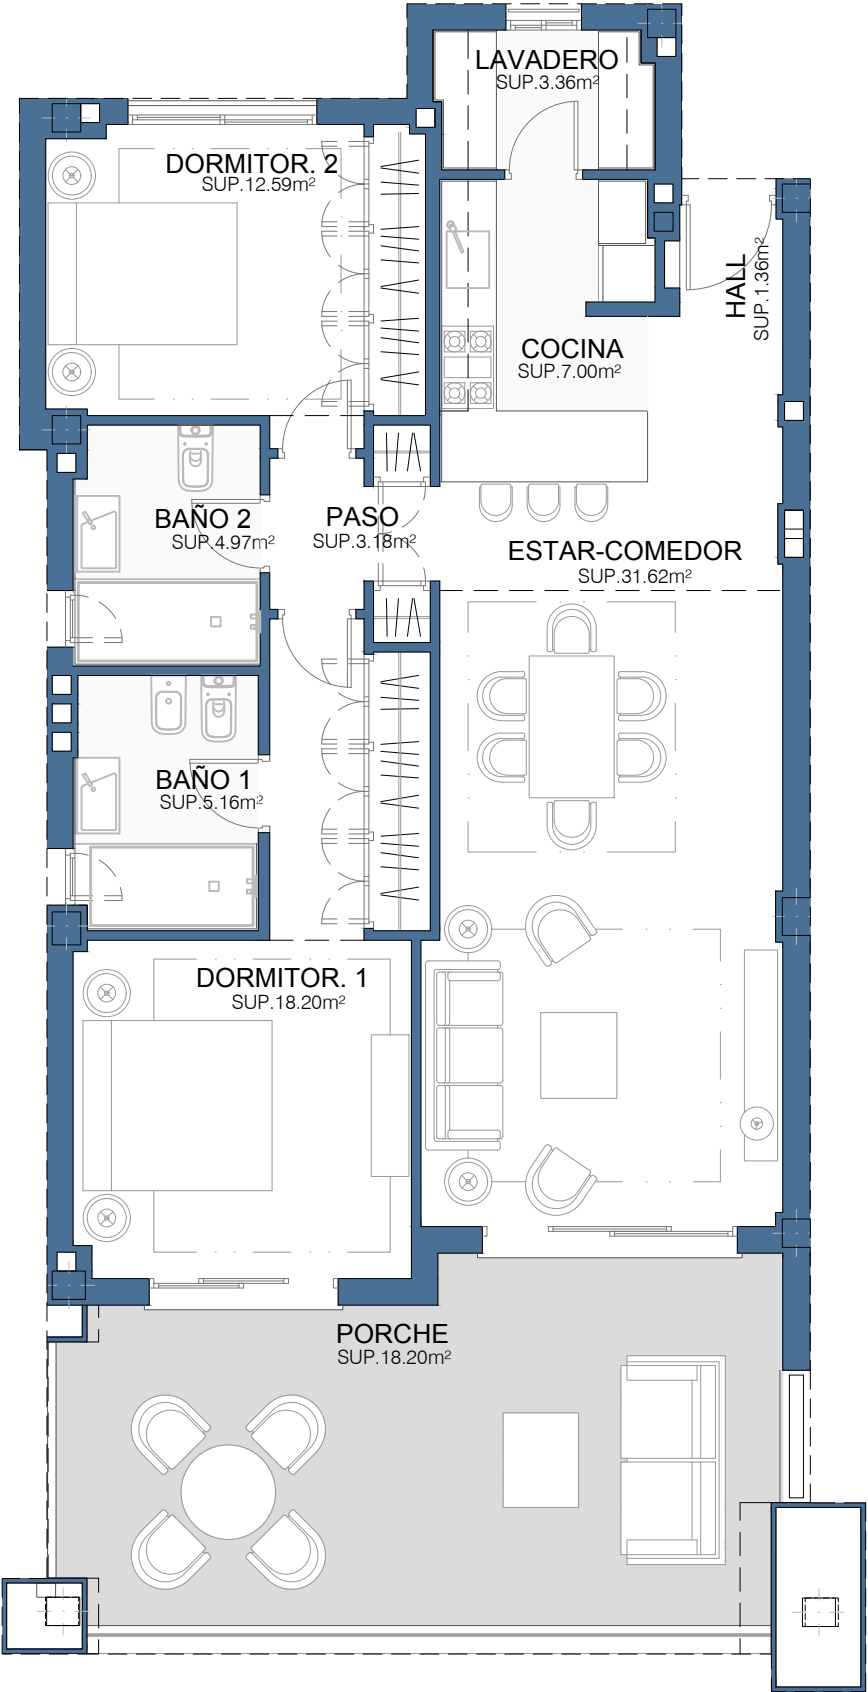 LAVADERO
SUP.3.36m²
DORMITOR. 2
SUP.12.59m²
HALL
SUP.1.36m²
COCINA
SUP.7.00m²
BAÑO 2
SUP.4.97m²
PASO
SUP.3.18m²
ESTAR-COMEDOR
SUP.31.62m²
BAÑO 1
SUP.5.16m²
DORMITOR. 1
SUP.18.20m²
PORCHE
SUP.18.20m²